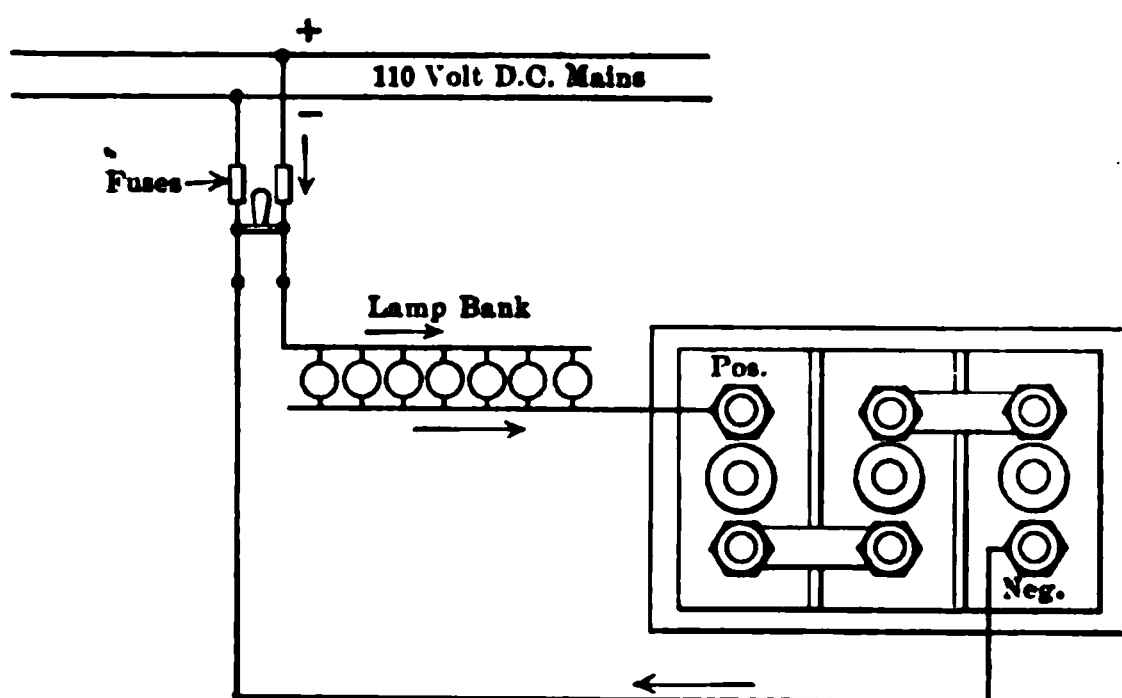 +
110 Volt D.C. Mains
−
Fuses
Lamp Bank
Pos.
Neg.